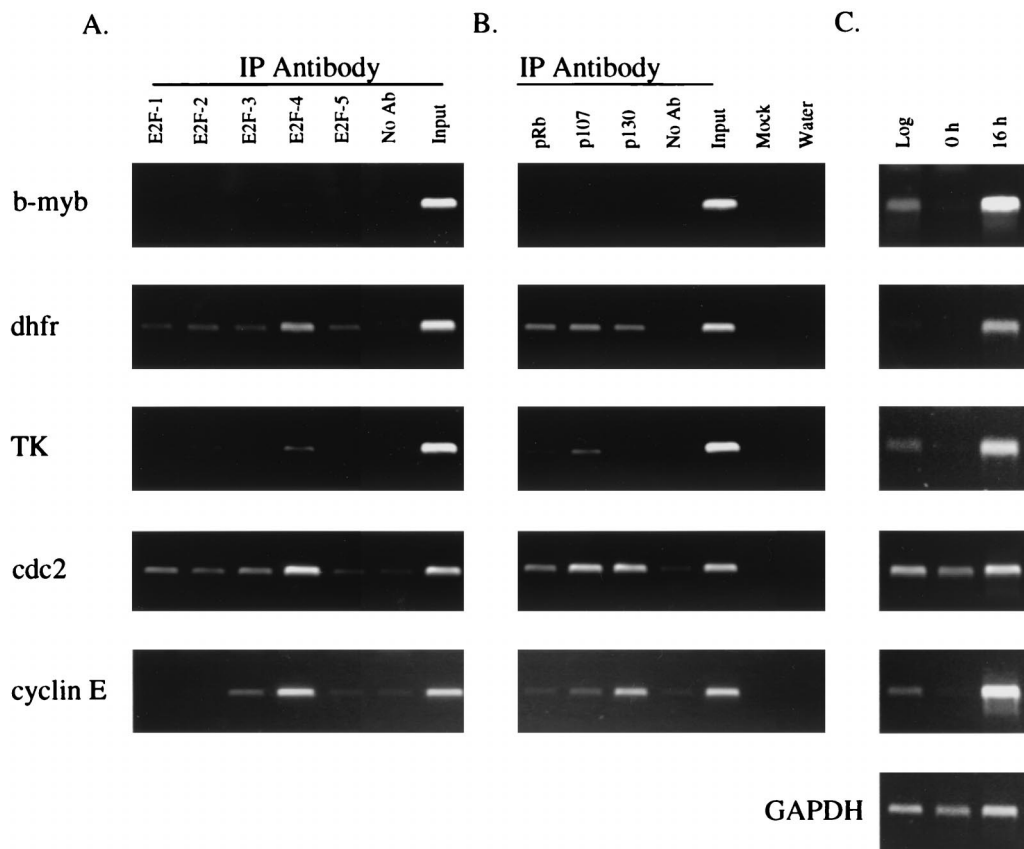 A.
B.
C.
IP Antibody
IP Antibody
E2F-1
E2F-2
E2F-3
E2F-4
E2F-5
No Ab
Input
pRb
p107
p130
No Ab
Input
Mock
Water
Log
0 h
16 h
b-myb
dhfr
TK
cdc2
cyclin E
GAPDH